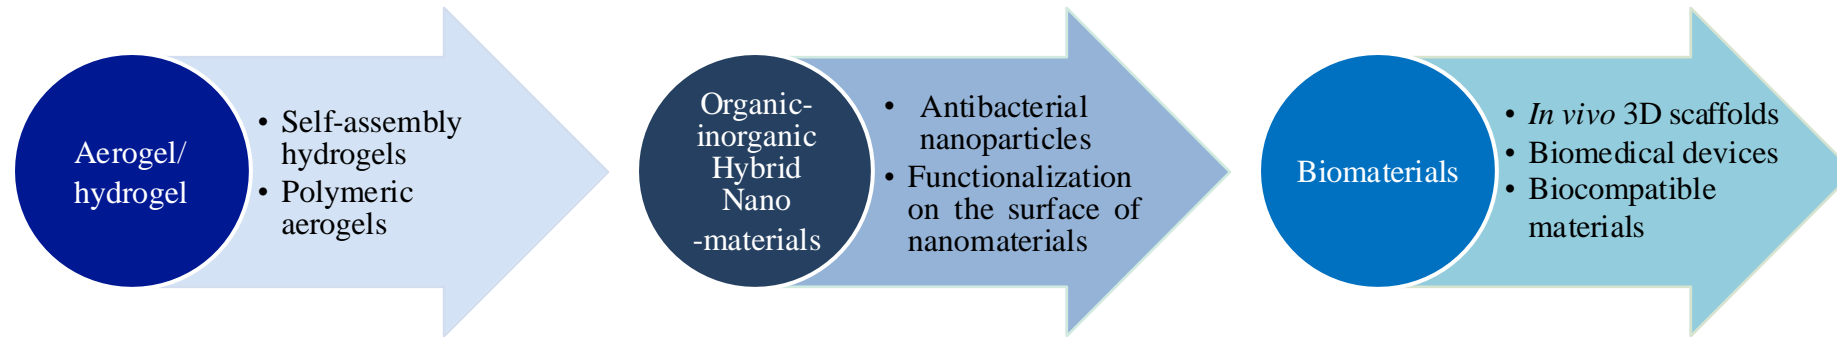 Aerogel/
hydrogel
• Self-assembly
hydrogels
• Polymeric
aerogels
Organic-
inorganic
Hybrid
Nano
-materials
• Antibacterial
nanoparticles
• Functionalization
on the surface of
nanomaterials
Biomaterials
• In vivo 3D scaffolds
• Biomedical devices
• Biocompatible
materials